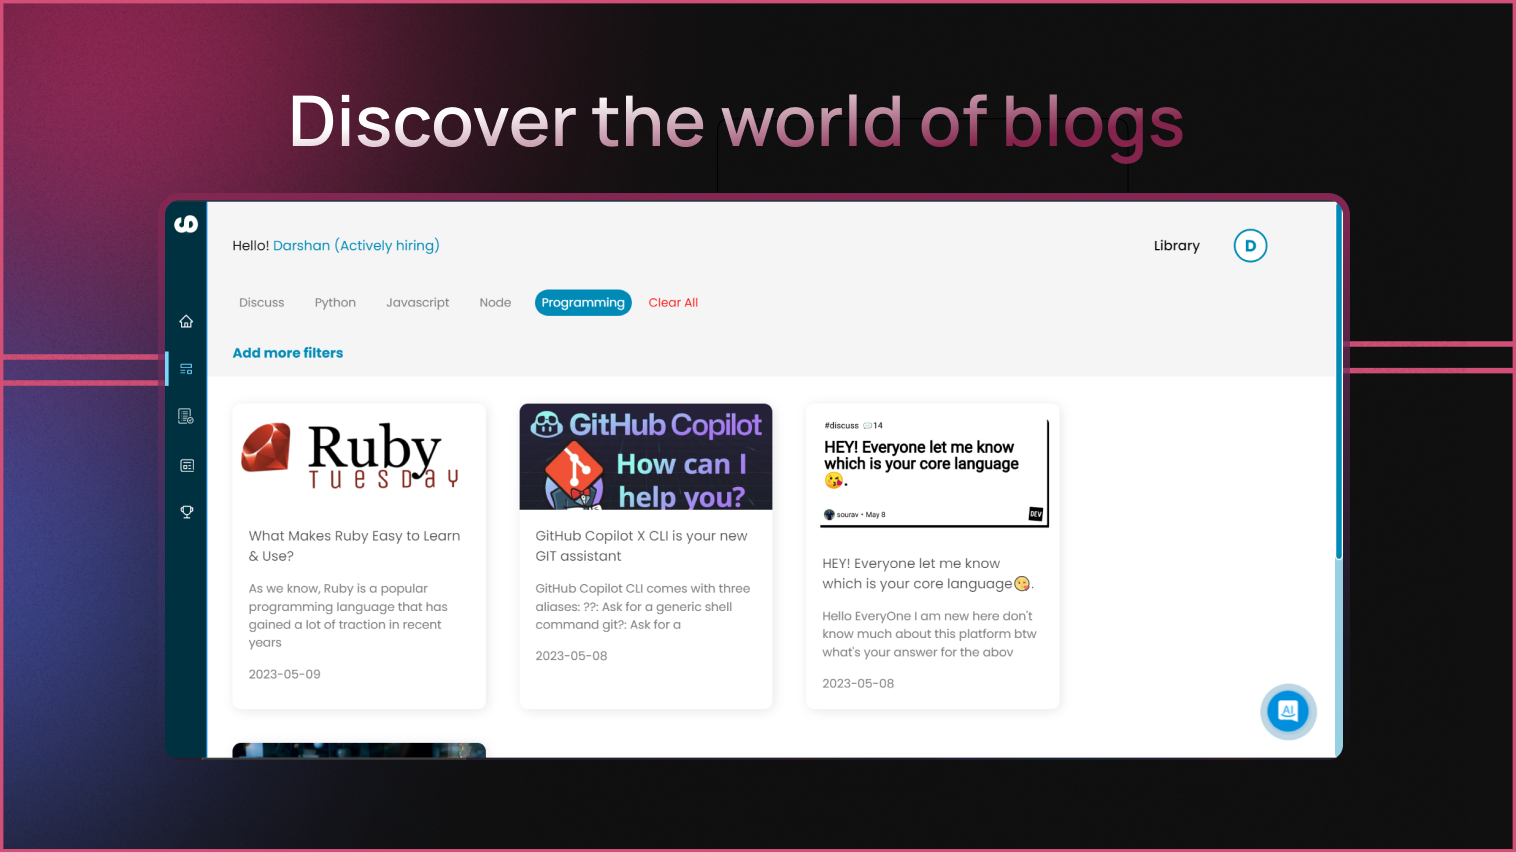 Discover the world of blogs
Hello! Darshan (Actively hiring)
Library
D
Discuss
Python
Javascript
Node
Programming
Clear All
Add more filters
Ruby
TUESDAY
What Makes Ruby Easy to Learn
& Use?
As we know, Ruby is a popular
programming language that has
gained a lot of traction in recent
years
2023-05-09
GitHub Copilot
How can I
help you?
GitHub Copilot X CLI is your new
GIT assistant
GitHub Copilot CLI comes with three
aliases: ??: Ask for a generic shell
command git?: Ask for a
2023-05-08
#discuss 💬14
HEY! Everyone let me know
which is your core language
😘.
sourav • May 8
DEV
HEY! Everyone let me know
which is your core language😘.
Hello EveryOne I am new here don't
know much about this platform btw
what's your answer for the abov
2023-05-08
AI